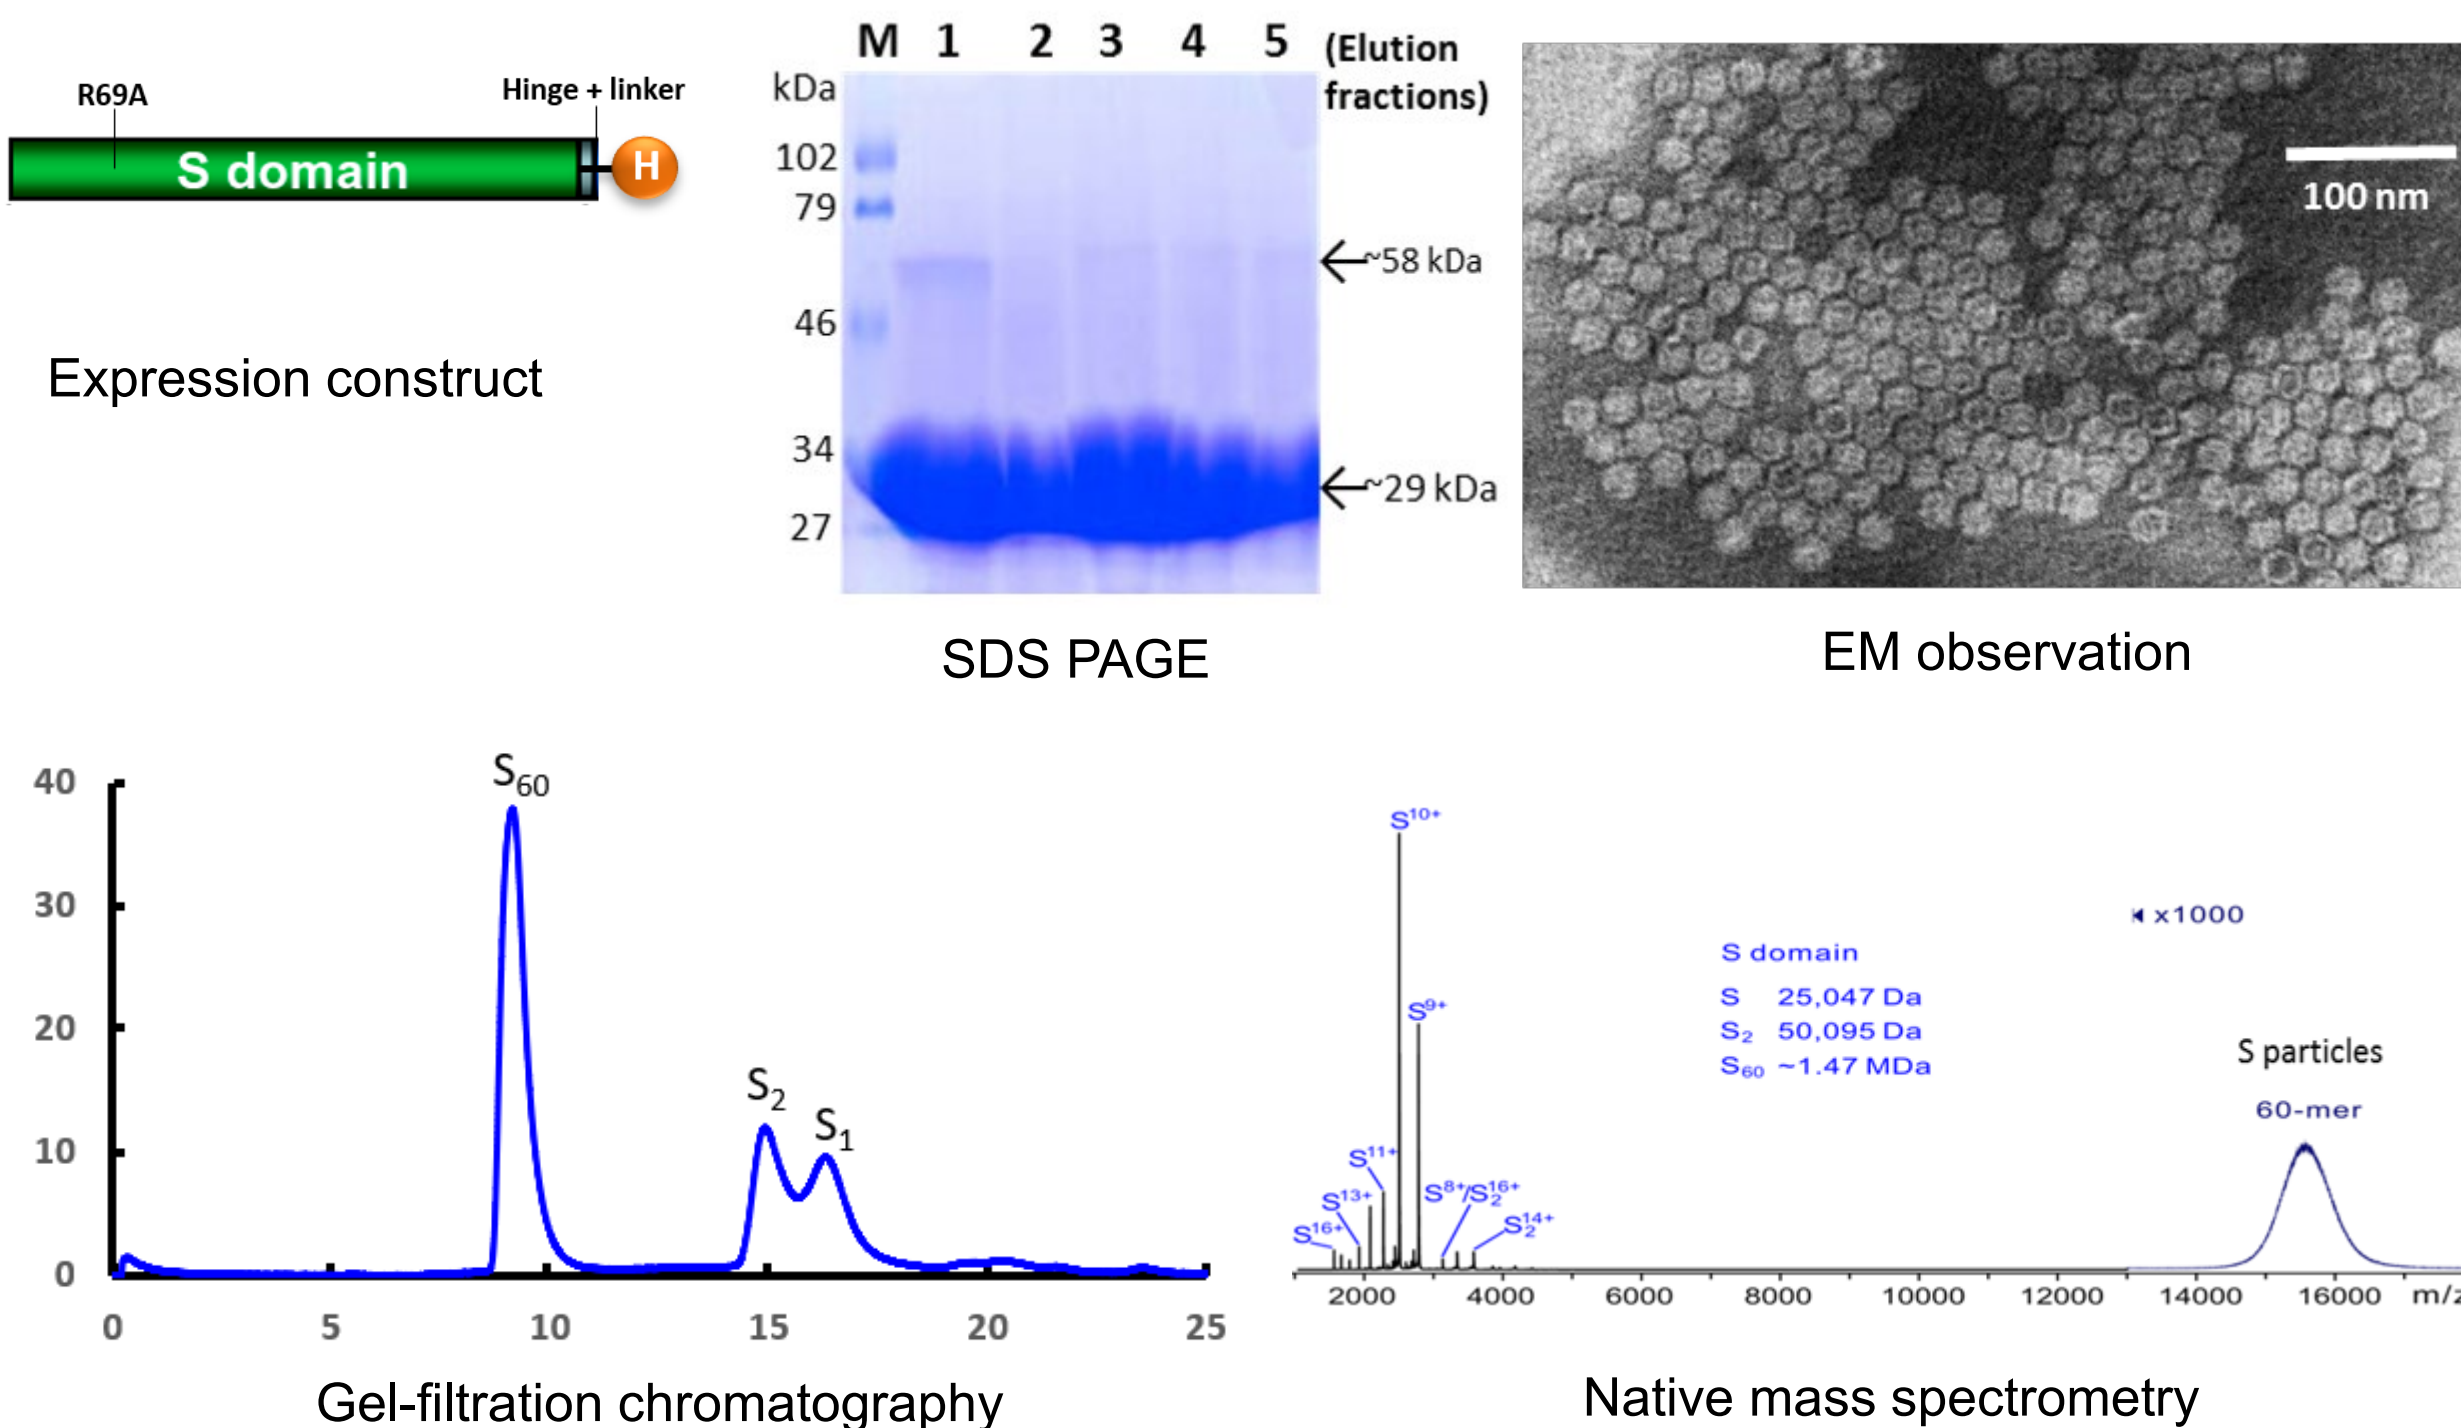 R69A
Hinge + linker
S domain
H
Expression construct
M 1 2 3 4 5 (Elution
fractions)
kDa
102
79
46
34
27
~58 kDa
~29 kDa
SDS PAGE
100 nm
EM observation
40
30
20
10
0
S60
S2
S1
0 5 10 15 20 25
Gel-filtration chromatography
S10+
S9+
S11+
S13+
S16+
S8+/S2 16+
S2 14+
x1000
S domain
S 25,047 Da
S2 50,095 Da
S60 ~1.47 MDa
S particles
60-mer
2000 4000 6000 8000 10000 12000 14000 16000 m/z
Native mass spectrometry